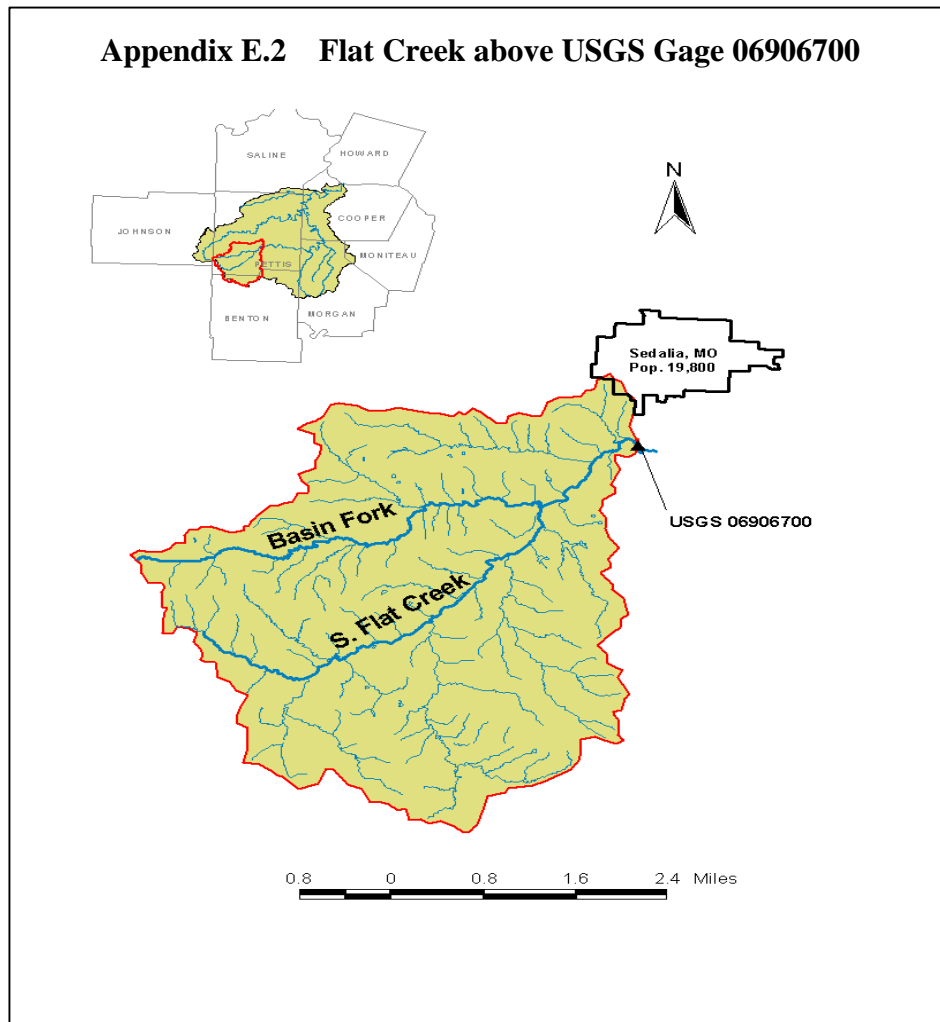 Appendix E.2 Flat Creek above USGS Gage 06906700
SALINE
HOWARD
N
COOPER
JOHNSON
MONITEAU
PETTIS
BENTON
MORGAN
Sedalia, MO
Pop. 19,800
Basin Fork
USGS 06906700
S. Flat Creek
0.8 0 0.8 1.6 2.4 Miles